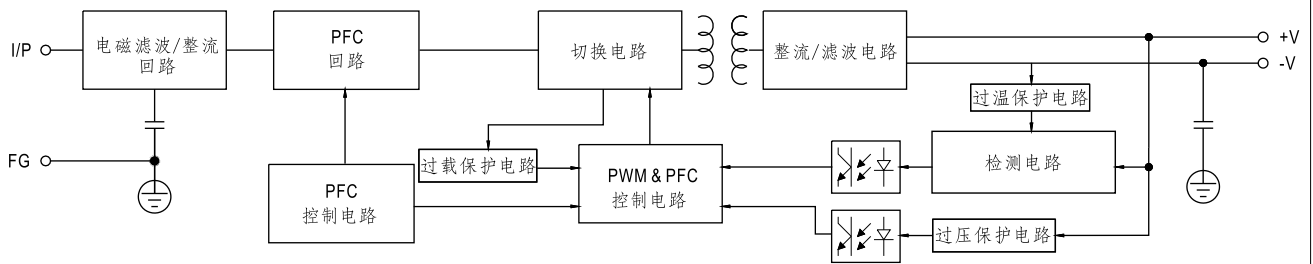 I/P
电磁滤波/整流
回路
PFC
回路
切换电路
整流/滤波电路
+V
-V
过温保护电路
FG
过载保护电路
PWM & PFC
控制电路
检测电路
PFC
控制电路
过压保护电路